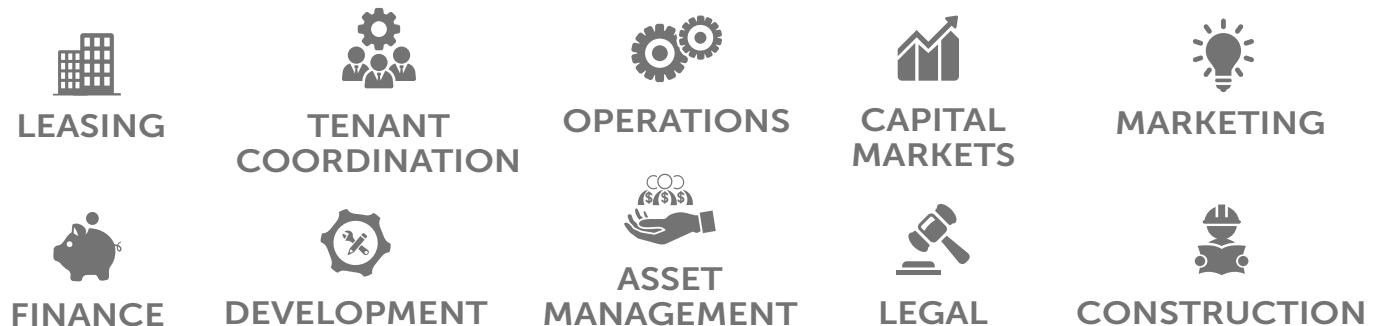 LEASING
TENANT
COORDINATION
OPERATIONS
CAPITAL
MARKETS
MARKETING
$ $ $
FINANCE
DEVELOPMENT
ASSET
MANAGEMENT
LEGAL
CONSTRUCTION